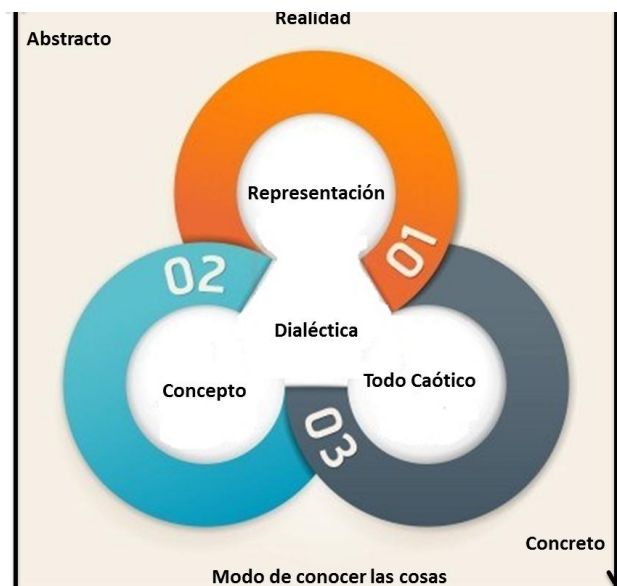 Realidad
Abstracto
Representación
01
02
Dialéctica
Todo Caótico
Concepto
03
Concreto
Modo de conocer las cosas